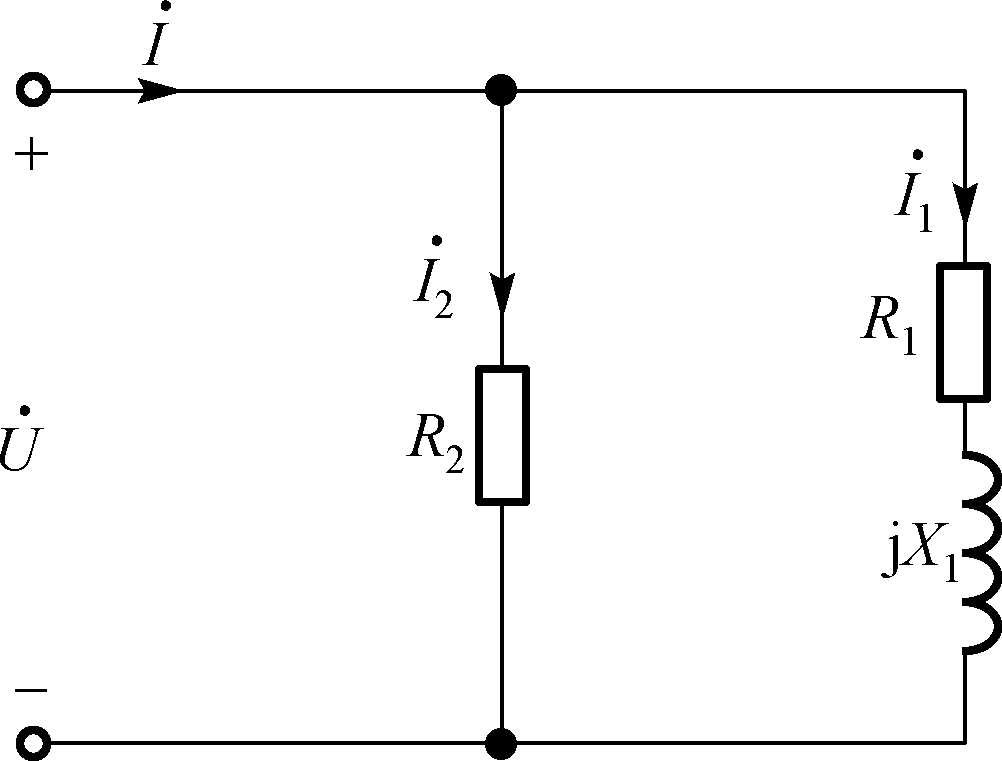 İ
+
İ₁
İ₂
R₁
U̇
R₂
jX₁
−